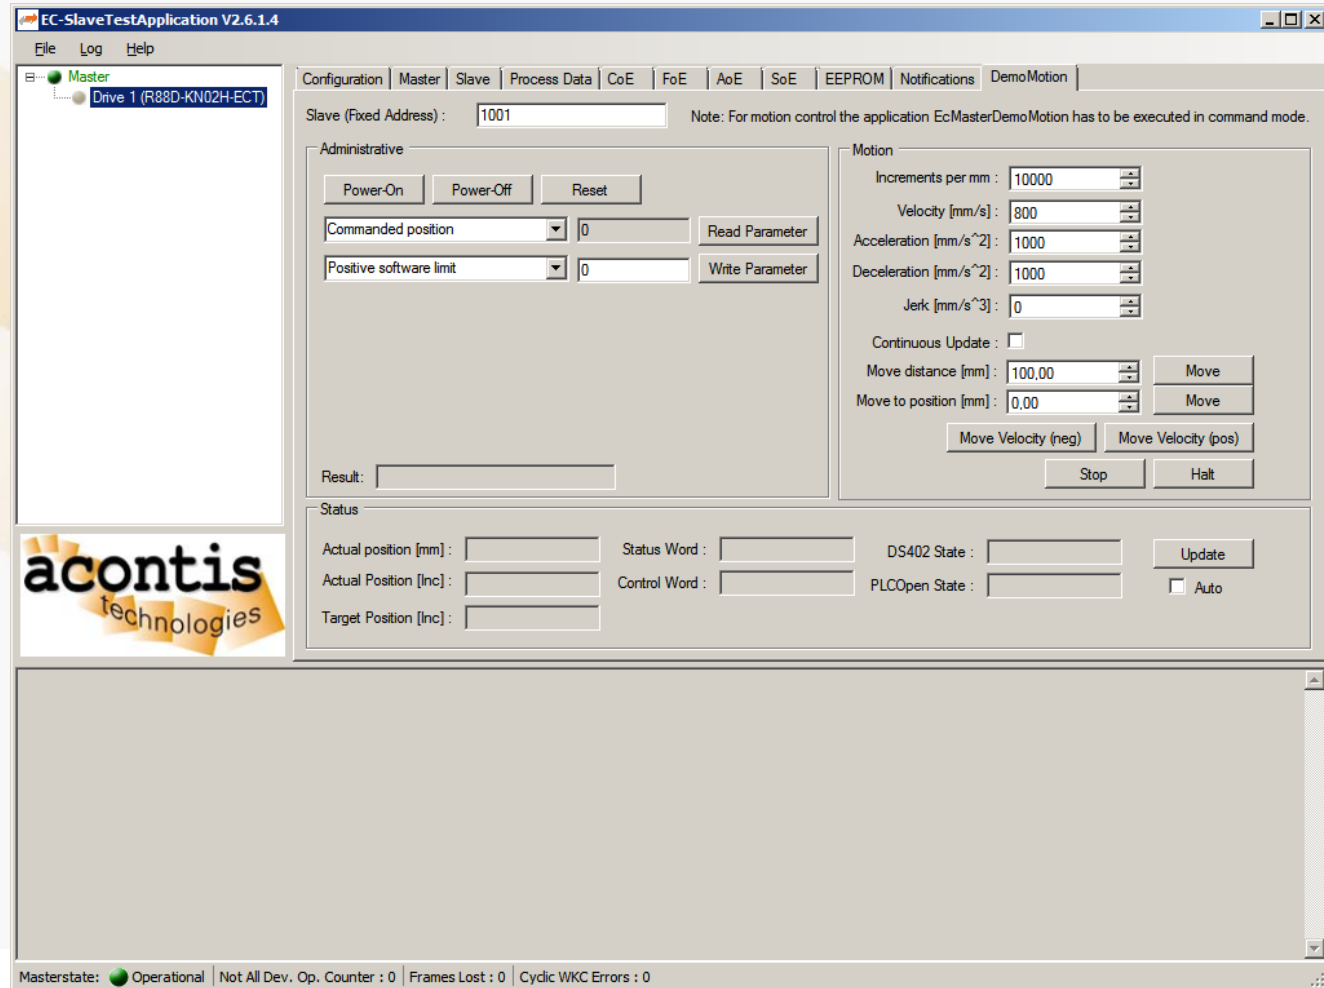 EC-SlaveTestApplication V2.6.1.4
File Log Help
Master
Drive 1 (R88D-KN02H-ECT)
Configuration Master Slave Process Data CoE FoE AoE SoE EEPROM Notifications DemoMotion
Slave (Fixed Address) : 1001 Note: For motion control the application EcMasterDemoMotion has to be executed in command mode.
Administrative
Power-On Power-Off Reset
Commanded position 0 Read Parameter
Positive software limit 0 Write Parameter
Result:
Motion
Increments per mm : 10000
Velocity [mm/s] : 800
Acceleration [mm/s^2] : 1000
Deceleration [mm/s^2] : 1000
Jerk [mm/s^3] : 0
Continuous Update :
Move distance [mm] : 100,00 Move
Move to position [mm] : 0,00 Move
Move Velocity (neg) Move Velocity (pos)
Stop Halt
Status
Actual position [mm] : Status Word : DS402 State : Update
Actual Position [Inc] : Control Word : PLCOpen State : Auto
Target Position [Inc] :
acontis
technologies
Masterstate: Operational Not All Dev. Op. Counter : 0 Frames Lost : 0 Cyclic WKC Errors : 0